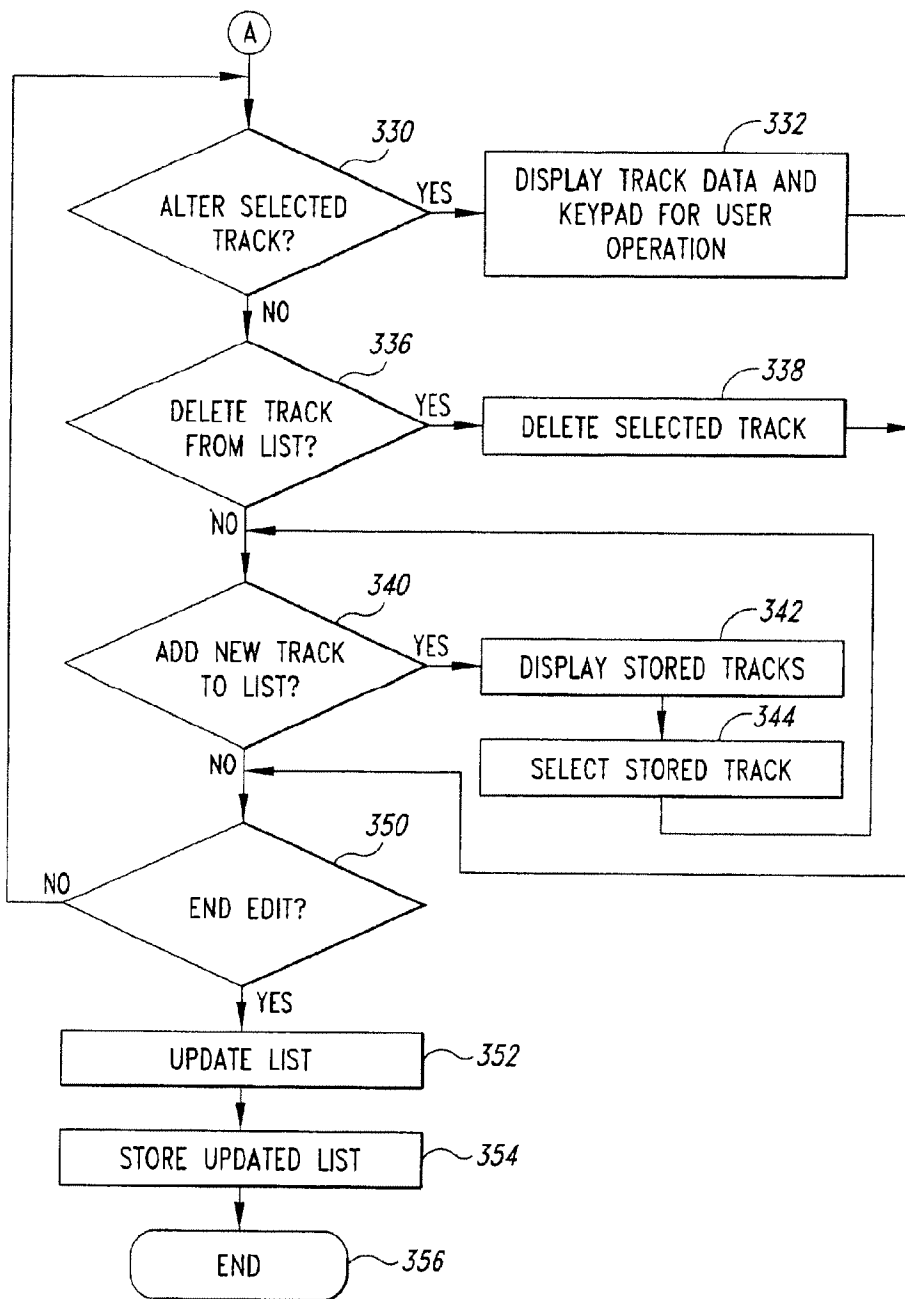 A
330
332
ALTER SELECTED
TRACK?
YES
DISPLAY TRACK DATA AND
KEYPAD FOR USER
OPERATION
NO
336
338
DELETE TRACK
FROM LIST?
YES
DELETE SELECTED TRACK
NO
340
342
ADD NEW TRACK
TO LIST?
YES
DISPLAY STORED TRACKS
344
SELECT STORED TRACK
NO
350
NO
END EDIT?
YES
UPDATE LIST
352
STORE UPDATED LIST
354
END
356